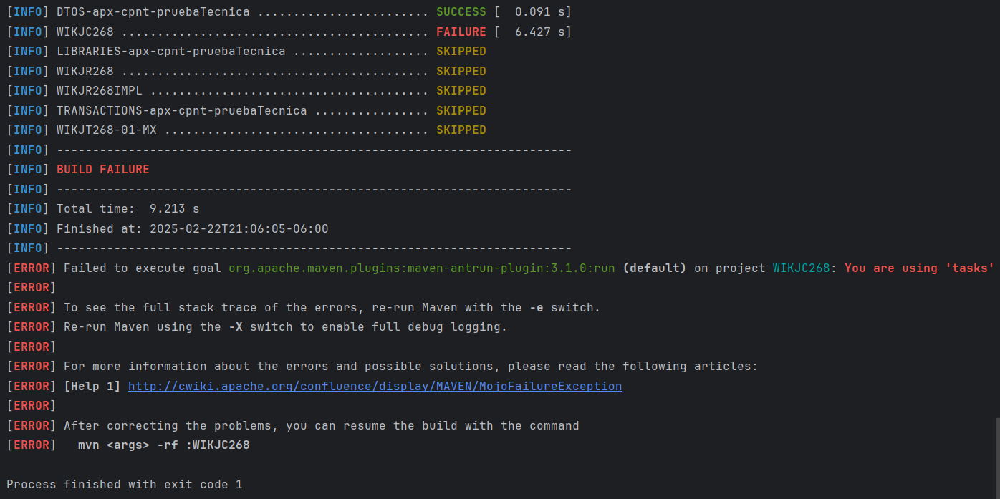 [INFO] DTOS-apx-cpnt-pruebaTecnica ........................ SUCCESS [  0.091 s]
[INFO] WIKJC268 ........................................... FAILURE [  6.427 s]
[INFO] LIBRARIES-apx-cpnt-pruebaTecnica ................... SKIPPED
[INFO] WIKJR268 ........................................... SKIPPED
[INFO] WIKJR268IMPL ....................................... SKIPPED
[INFO] TRANSACTIONS-apx-cpnt-pruebaTecnica ................ SKIPPED
[INFO] WIKJT268-01-MX ..................................... SKIPPED
[INFO] ------------------------------------------------------------------------
[INFO] BUILD FAILURE
[INFO] ------------------------------------------------------------------------
[INFO] Total time:  9.213 s
[INFO] Finished at: 2025-02-22T21:06:05-06:00
[INFO] ------------------------------------------------------------------------
[ERROR] Failed to execute goal org.apache.maven.plugins:maven-antrun-plugin:3.1.0:run (default) on project WIKJC268: You are using 'tasks'
[ERROR]
[ERROR] To see the full stack trace of the errors, re-run Maven with the -e switch.
[ERROR] Re-run Maven using the -X switch to enable full debug logging.
[ERROR]
[ERROR] For more information about the errors and possible solutions, please read the following articles:
[ERROR] [Help 1] http://cwiki.apache.org/confluence/display/MAVEN/MojoFailureException
[ERROR]
[ERROR] After correcting the problems, you can resume the build with the command
[ERROR]   mvn <args> -rf :WIKJC268
Process finished with exit code 1